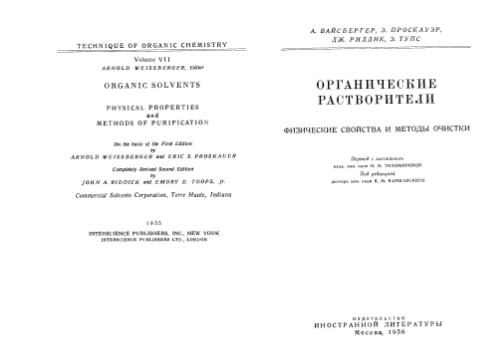 TECHNIQUE OF ORGANIC CHEMISTRY
Volume VII
ARNOLD WEISSBERGER, Editor
ORGANIC SOLVENTS
PHYSICAL PROPERTIES
and
METHODS OF PURIFICATION
On the basis of the First Edition
by
ARNOLD WEISSBERGER and ERIC S. PROSKAUER
Completely Revised Second Edition
by
JOHN A. RIDDICK and EMORY E. TOOPS, Jr.
Commercial Solvents Corporation, Terre Haute, Indiana
1955
INTERSCIENCE PUBLISHERS, INC., NEW YORK
INTERSCIENCE PUBLISHERS LTD., LONDON
А. ВАЙСБЕРГЕР, Э. ПРОСКАУЭР,
ДЖ. РИДДИК, Э. ТУПС
ОРГАНИЧЕСКИЕ
РАСТВОРИТЕЛИ
ФИЗИЧЕСКИЕ СВОЙСТВА И МЕТОДЫ ОЧИСТКИ
Перевод с английского
канд. хим. наук Н. Н. ТИХОМИРОВОЙ
Под редакцией
доктора хим. наук Я. М. ВАРШАВСКОГО
ИЗДАТЕЛЬСТВО
ИНОСТРАННОЙ ЛИТЕРАТУРЫ
Москва, 1958